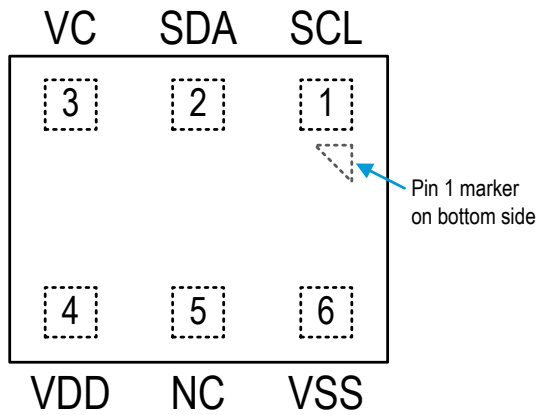 VC SDA SCL
3 2 1
Pin 1 marker
on bottom side
4 5 6
VDD NC VSS